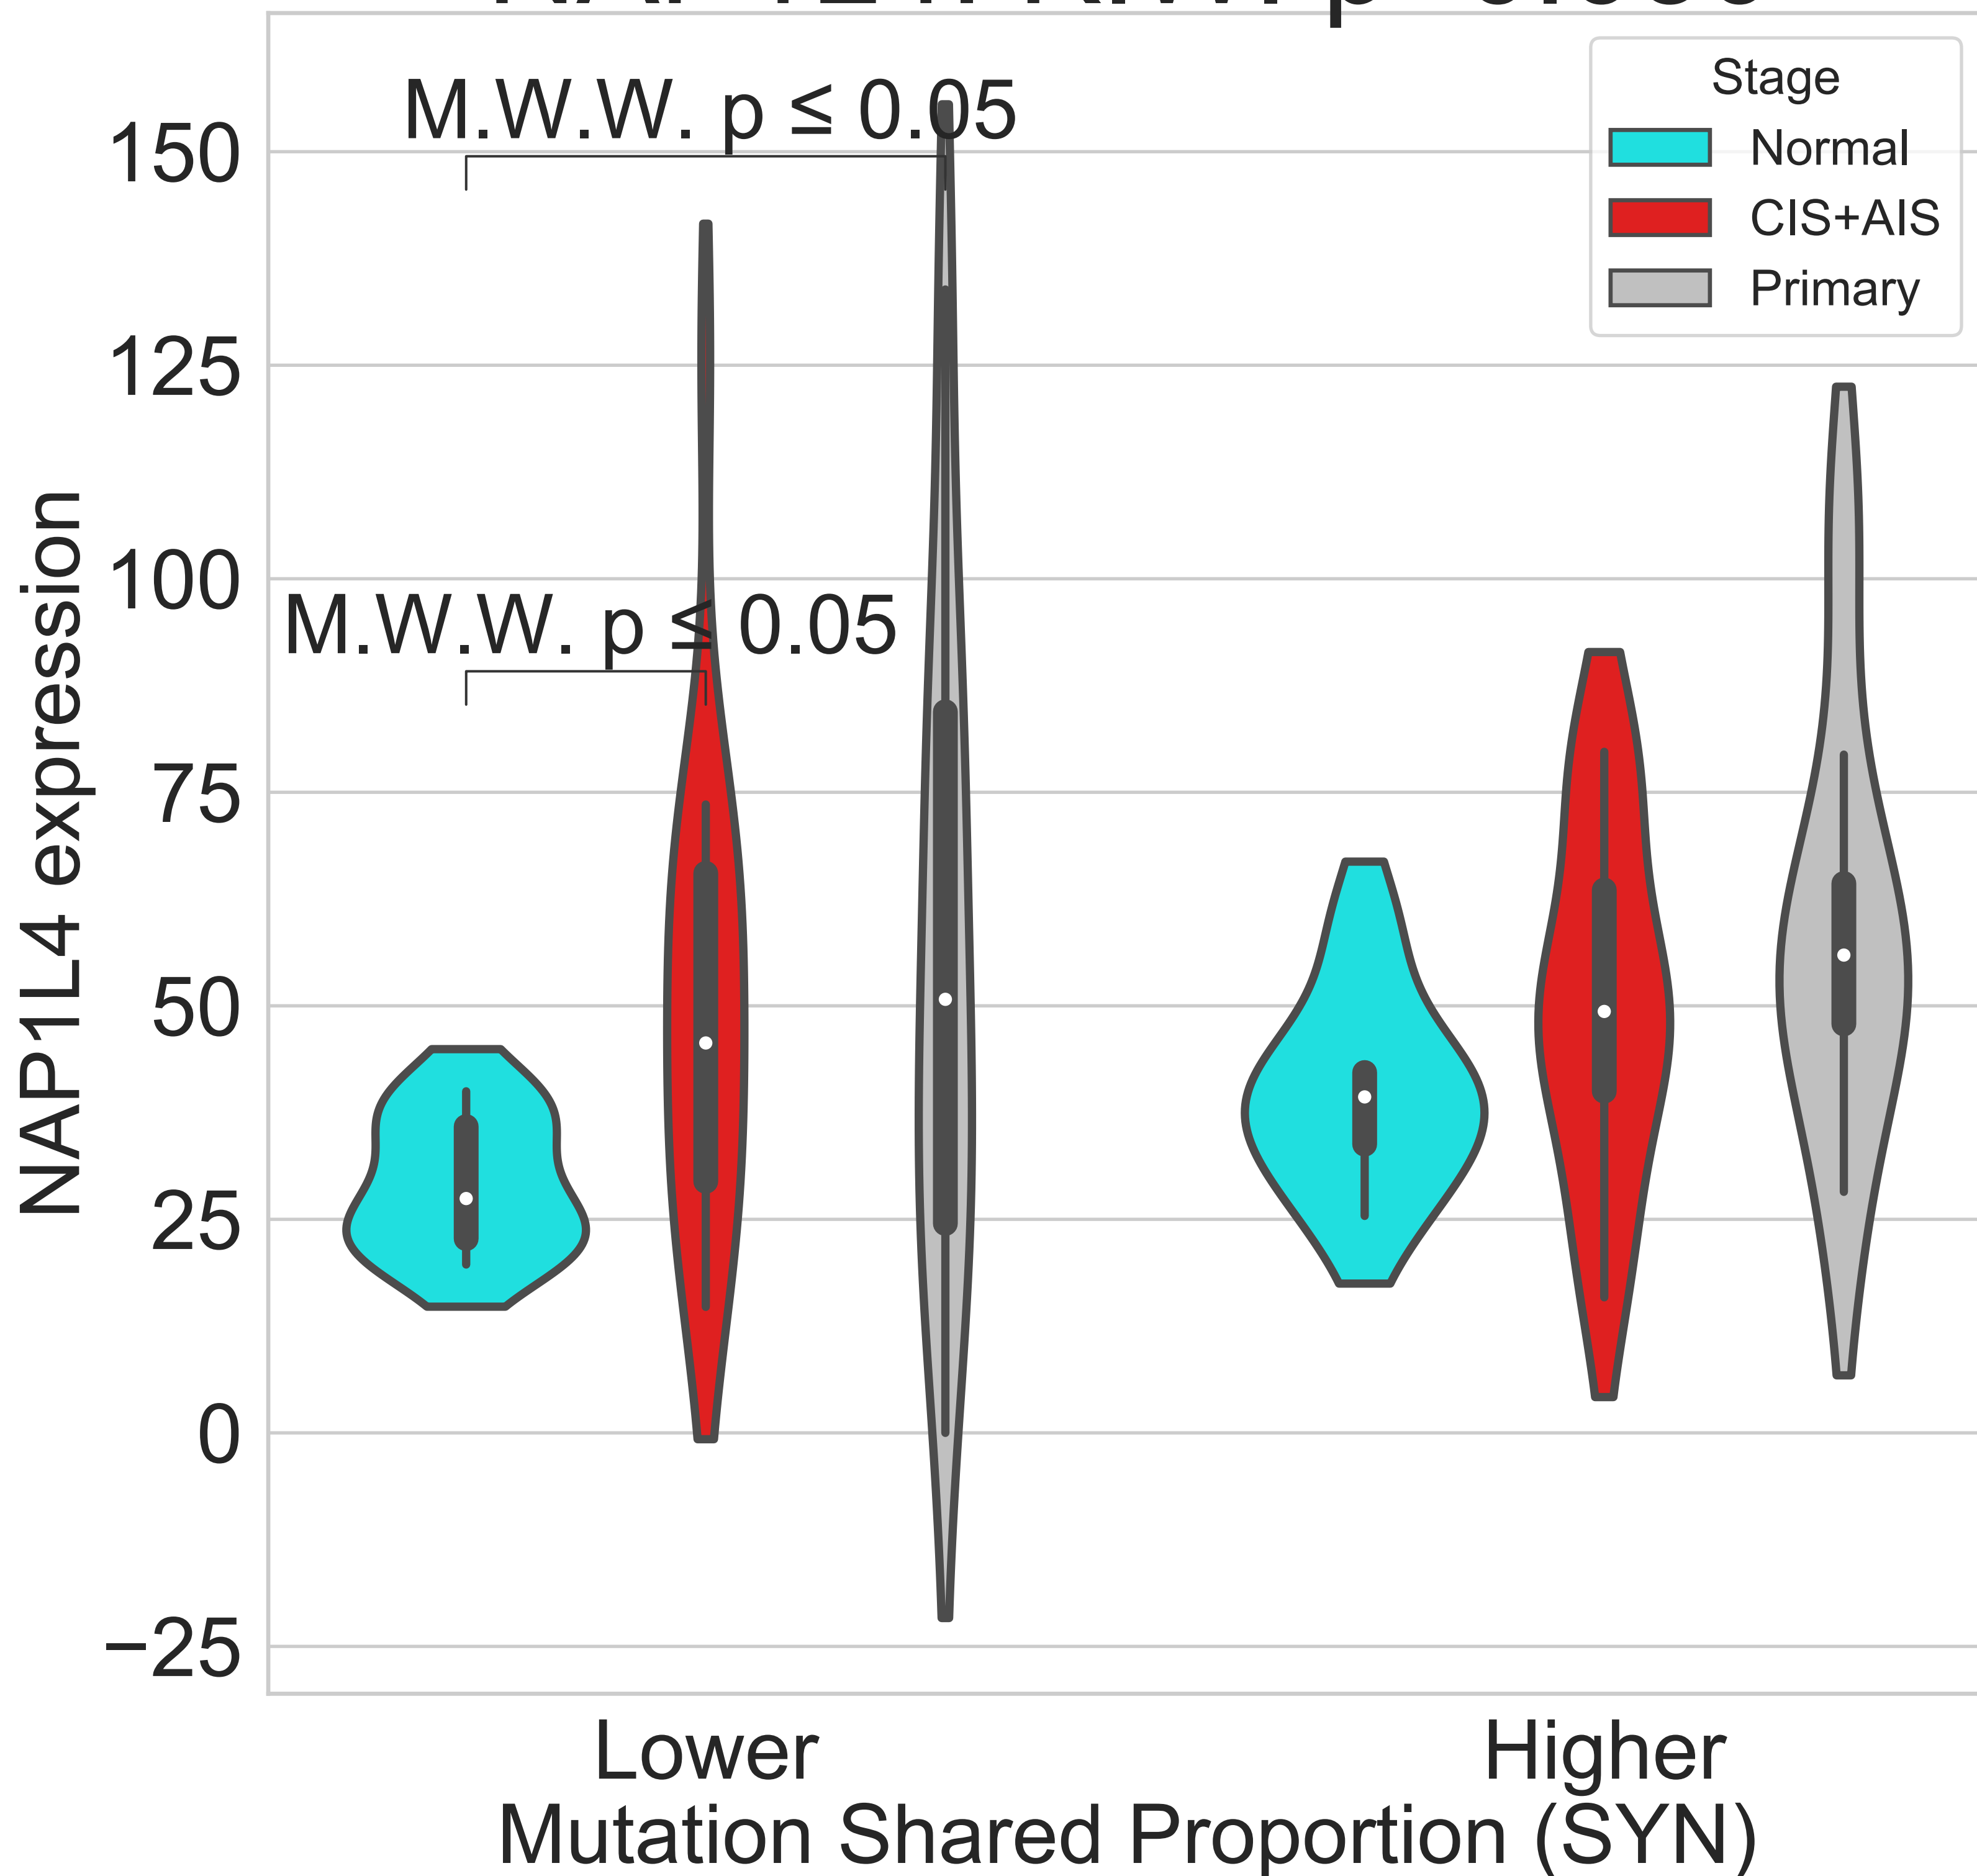 Stage
Normal
CIS+AIS
Primary
M.W.W. p ≤ 0.05
M.W.W. p ≤ 0.05
NAP1L4 expression
150
125
100
75
50
25
0
−25
Lower
Higher
Mutation Shared Proportion (SYN)